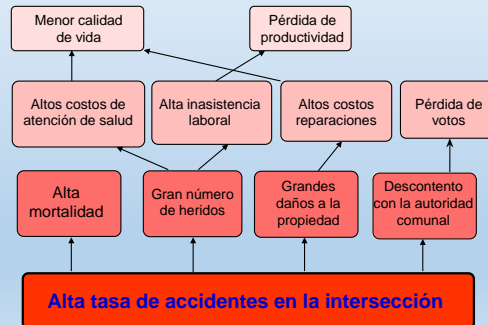 Menor calidad
de vida
Pérdida de
productividad
Altos costos de
atención de salud
Alta inasistencia
laboral
Altos costos
reparaciones
Pérdida de
votos
Alta
mortalidad
Gran número
de heridos
Grandes
daños a la
propiedad
Descontento
con la autoridad
comunal
Alta tasa de accidentes en la intersección